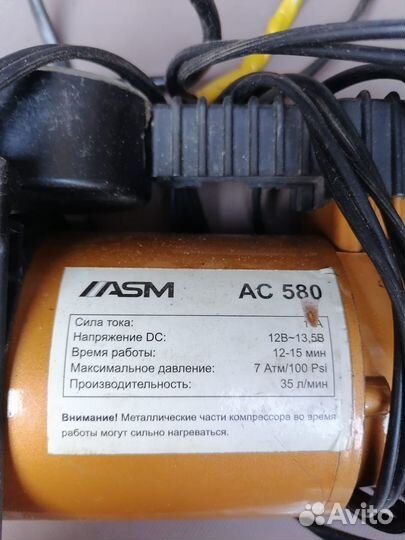 ASM AC 580
Сила тока: А
Напряжение DC: 12В~13,5В
Время работы: 12-15 мин
Максимальное давление: 7 Атм/100 Psi
Производительность: 35 л/мин
Внимание! Металлические части компрессора во время
работы могут сильно нагреваться.
Avito